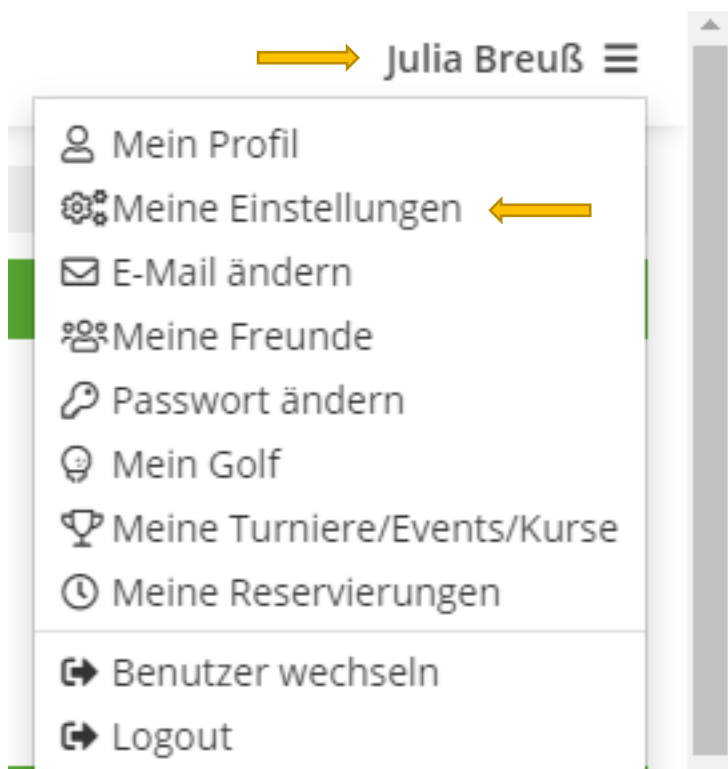 Julia Breuß
Mein Profil
Meine Einstellungen
E-Mail ändern
Meine Freunde
Passwort ändern
Mein Golf
Meine Turniere/Events/Kurse
Meine Reservierungen
Benutzer wechseln
Logout